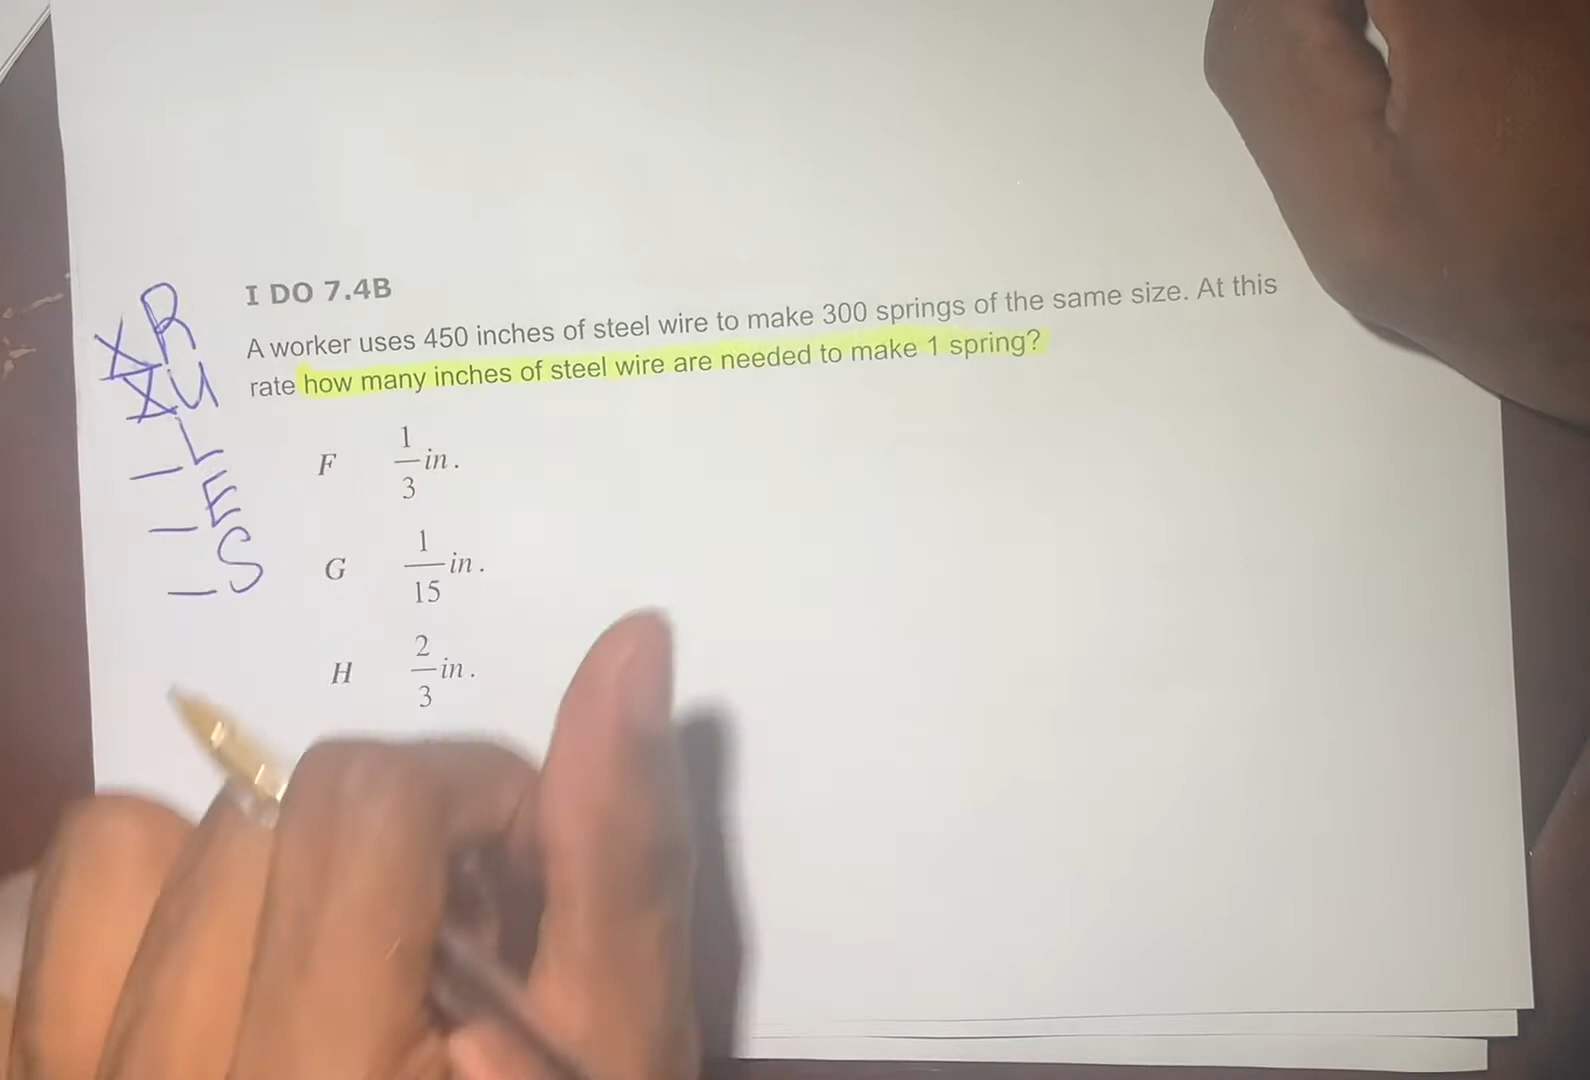 I DO 7.4B
A worker uses 450 inches of steel wire to make 300 springs of the same size. At this
rate how many inches of steel wire are needed to make 1 spring?
X R
X U
_ L
_ E
_ S
F 1/3 in.
G 1/15 in.
H 2/3 in.